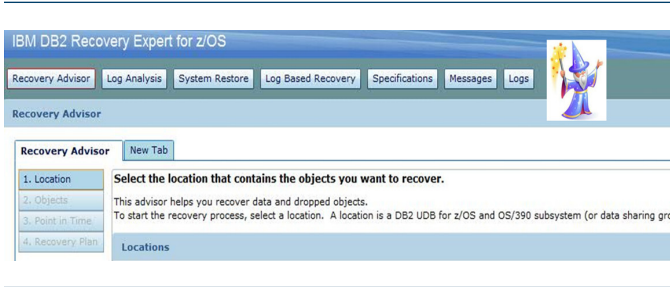 IBM DB2 Recovery Expert for z/OS
Recovery Advisor Log Analysis System Restore Log Based Recovery Specifications Messages Logs
Recovery Advisor
Recovery Advisor New Tab
1. Location
2. Objects
3. Point in Time
4. Recovery Plan
Select the location that contains the objects you want to recover.
This advisor helps you recover data and dropped objects.
To start the recovery process, select a location. A location is a DB2 UDB for z/OS and OS/390 subsystem (or data sharing gro
Locations